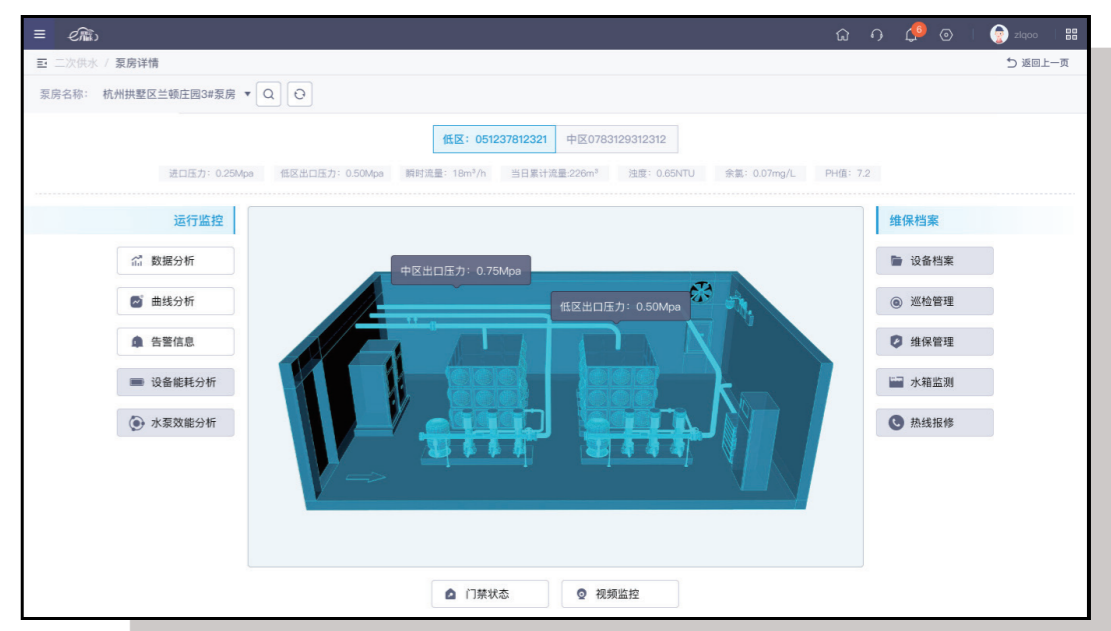 6
ziqoo
二次供水 / 泵房详情
返回上一页
泵房名称: 杭州拱墅区兰顿庄园3#泵房
低区: 051237812321
中区0783129312312
进口压力: 0.25Mpa
低区出口压力: 0.50Mpa
瞬时流量: 18m³/h
当日累计流量:226m³
浊度: 0.65NTU
余氯: 0.07mg/L
PH值: 7.2
运行监控
数据分析
曲线分析
告警信息
设备能耗分析
水泵效能分析
中区出口压力: 0.75Mpa
低区出口压力: 0.50Mpa
维保档案
设备档案
巡检管理
维保管理
水箱监测
热线报修
门禁状态
视频监控